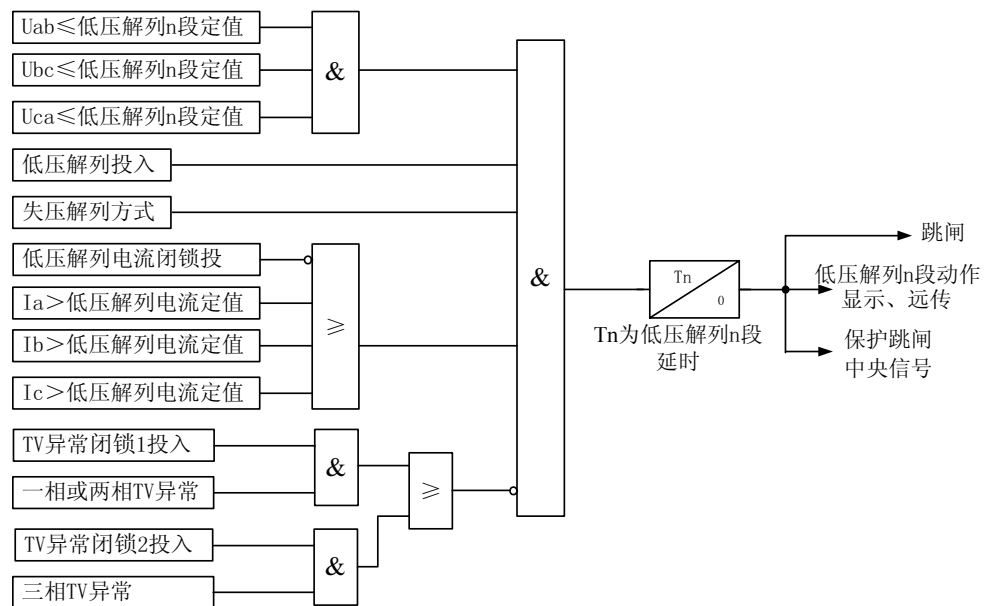 Uab≤低压解列n段定值
Ubc≤低压解列n段定值
Uca≤低压解列n段定值
&
低压解列投入
失压解列方式
低压解列电流闭锁投
Ia＞低压解列电流定值
Ib＞低压解列电流定值
Ic＞低压解列电流定值
≥
TV异常闭锁1投入
一相或两相TV异常
&
TV异常闭锁2投入
三相TV异常
&
≥
&
Tn
0
Tn为低压解列n段
延时
跳闸
低压解列n段动作
显示、远传
保护跳闸
中央信号